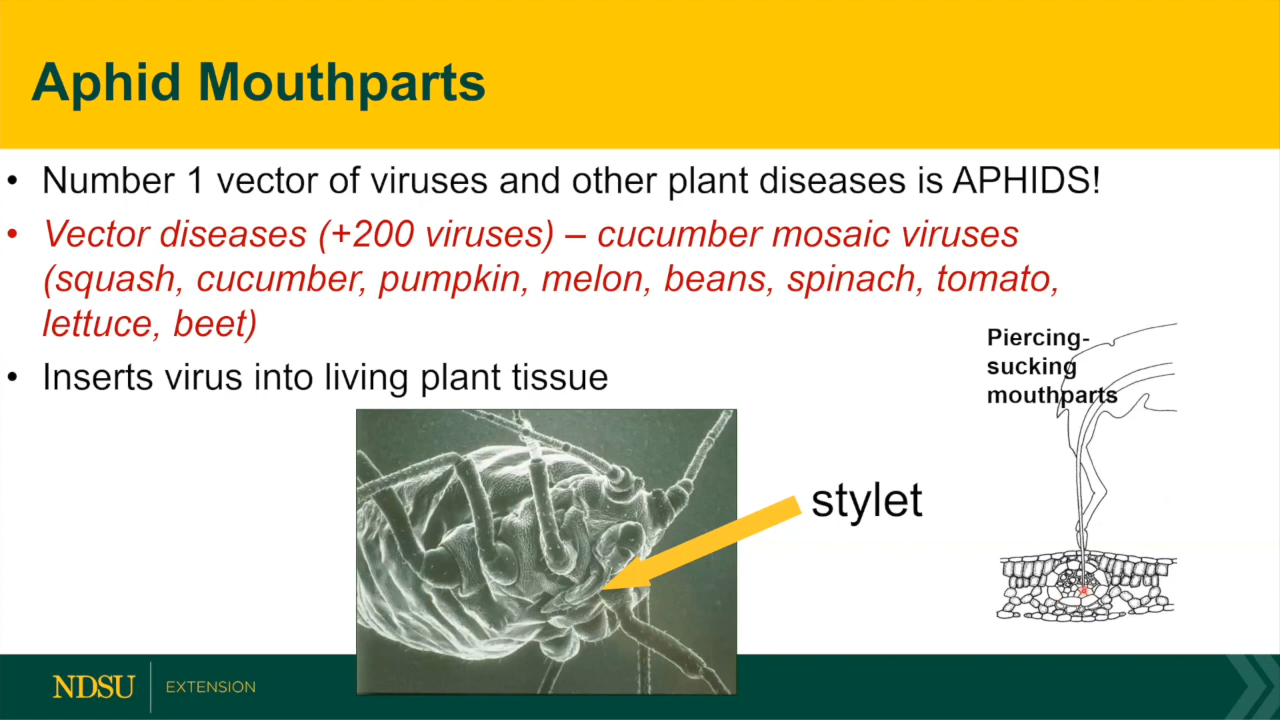 Aphid Mouthparts
• Number 1 vector of viruses and other plant diseases is APHIDS!
• Vector diseases (+200 viruses) – cucumber mosaic viruses
(squash, cucumber, pumpkin, melon, beans, spinach, tomato,
lettuce, beet)
• Inserts virus into living plant tissue
Piercing-
sucking
mouthparts
stylet
NDSU EXTENSION